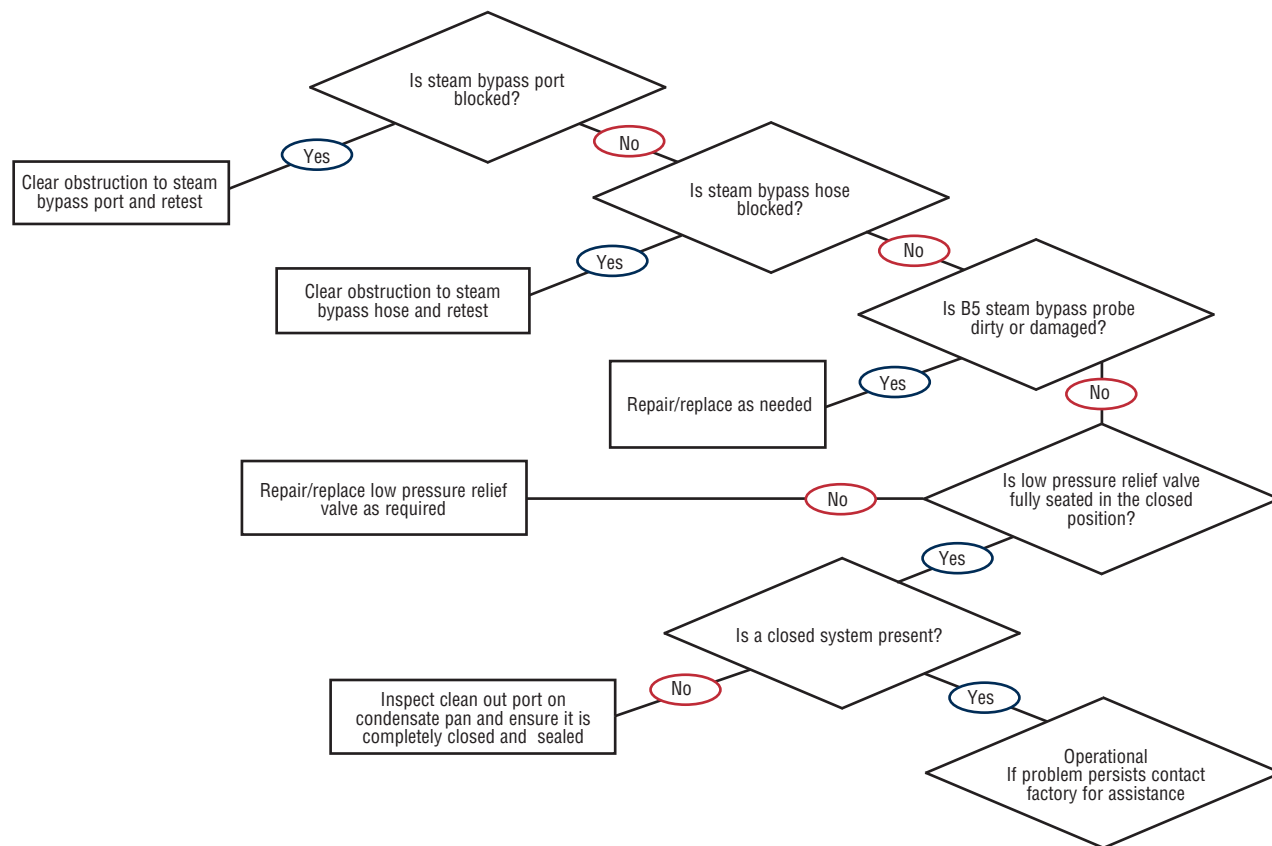 Is steam bypass port
blocked?
Yes
No
Clear obstruction to steam
bypass port and retest
Is steam bypass hose
blocked?
Yes
No
Clear obstruction to steam
bypass hose and retest
Is B5 steam bypass probe
dirty or damaged?
Yes
No
Repair/replace as needed
Is low pressure relief valve
fully seated in the closed
position?
No
Repair/replace low pressure relief
valve as required
Yes
Is a closed system present?
No
Yes
Inspect clean out port on
condensate pan and ensure it is
completely closed and sealed
Operational
If problem persists contact
factory for assistance